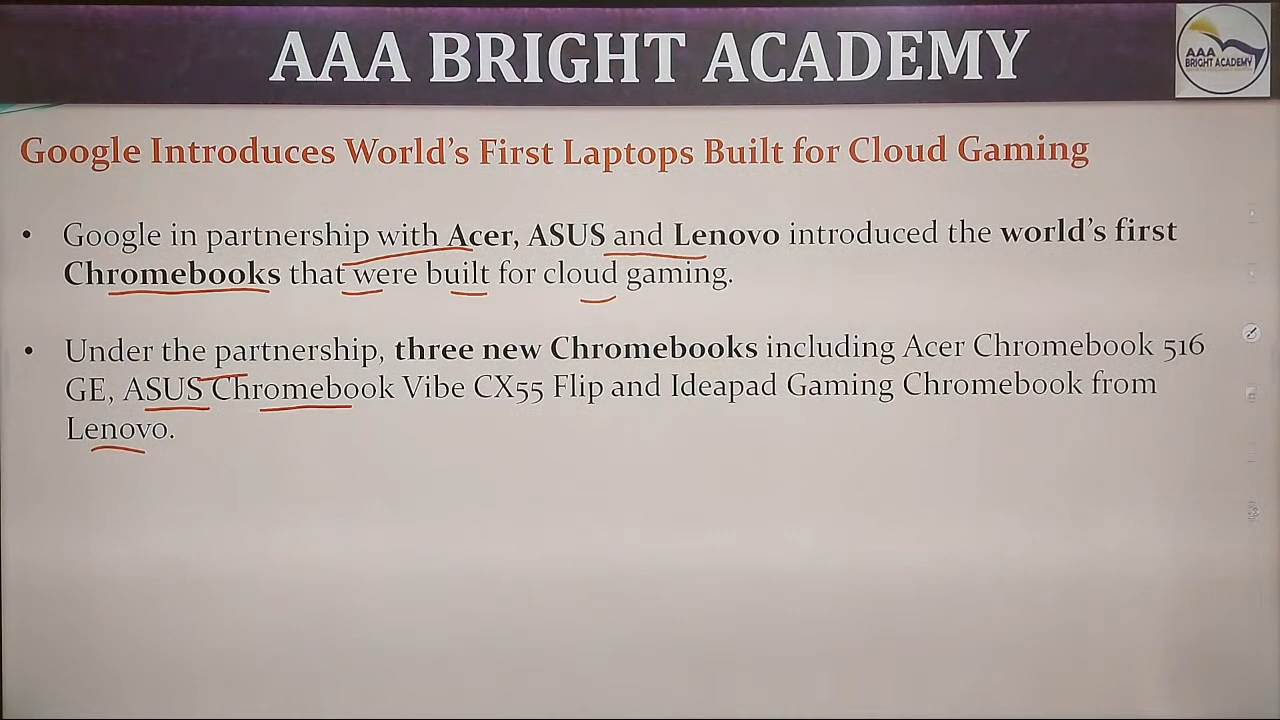 AAA BRIGHT ACADEMY
AAA
BRIGHT ACADEMY
Google Introduces World’s First Laptops Built for Cloud Gaming
• Google in partnership with Acer, ASUS and Lenovo introduced the world’s first
Chromebooks that were built for cloud gaming.
• Under the partnership, three new Chromebooks including Acer Chromebook 516
GE, ASUS Chromebook Vibe CX55 Flip and Ideapad Gaming Chromebook from
Lenovo.